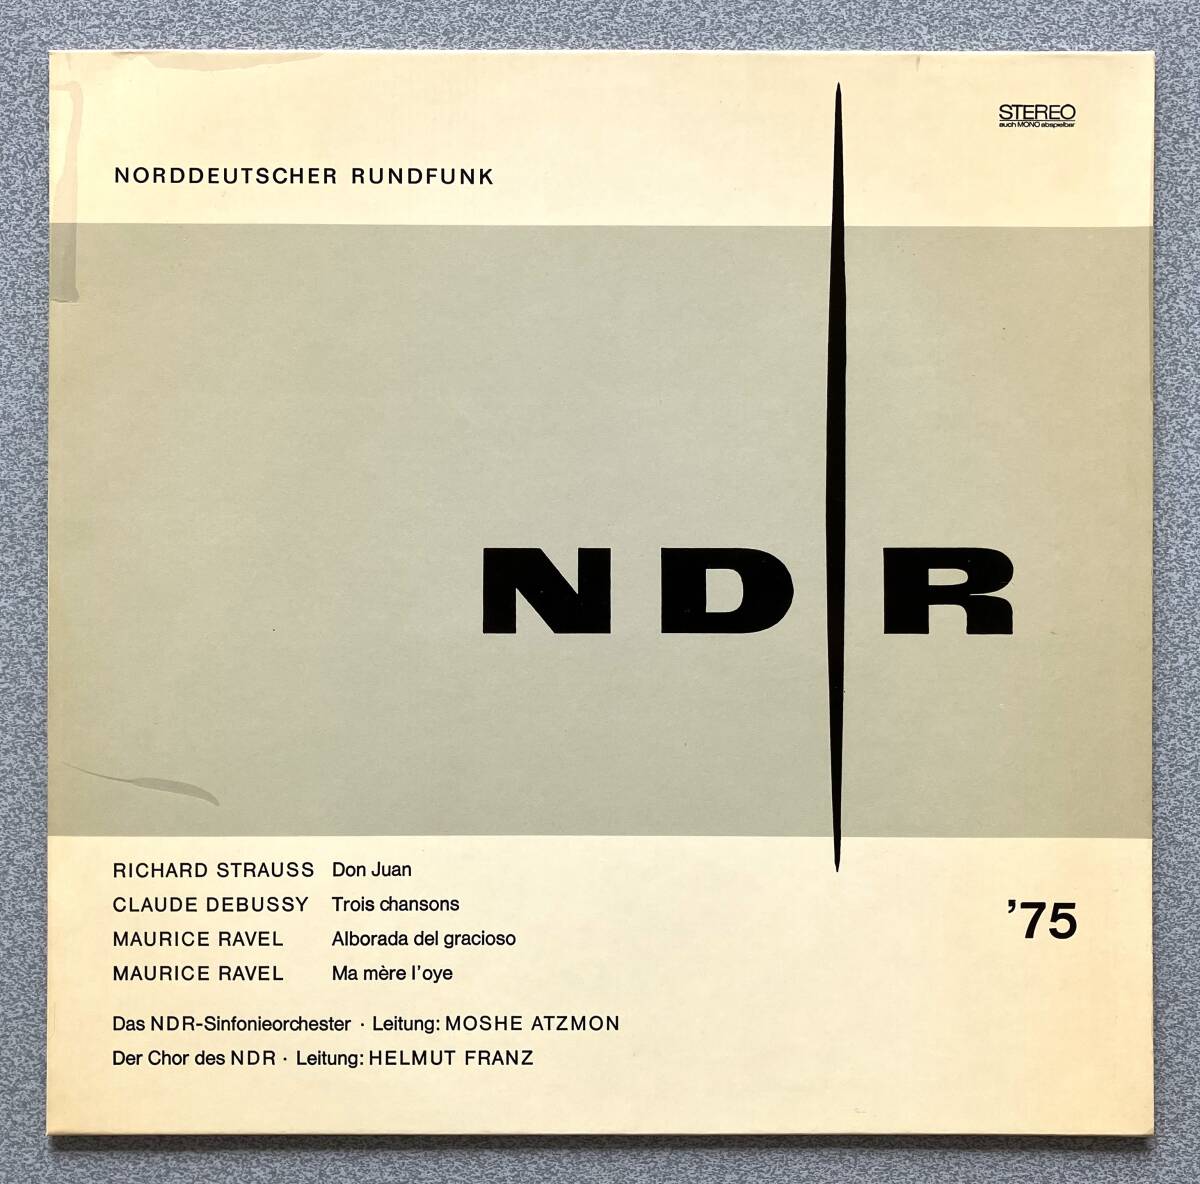 STEREO
auch MONO abspielbar
NORDDEUTSCHER RUNDFUNK
NDR
RICHARD STRAUSS Don Juan
CLAUDE DEBUSSY Trois chansons
MAURICE RAVEL Alborada del gracioso
MAURICE RAVEL Ma mère l'oye
'75
Das NDR-Sinfonieorchester · Leitung: MOSHE ATZMON
Der Chor des NDR · Leitung: HELMUT FRANZ